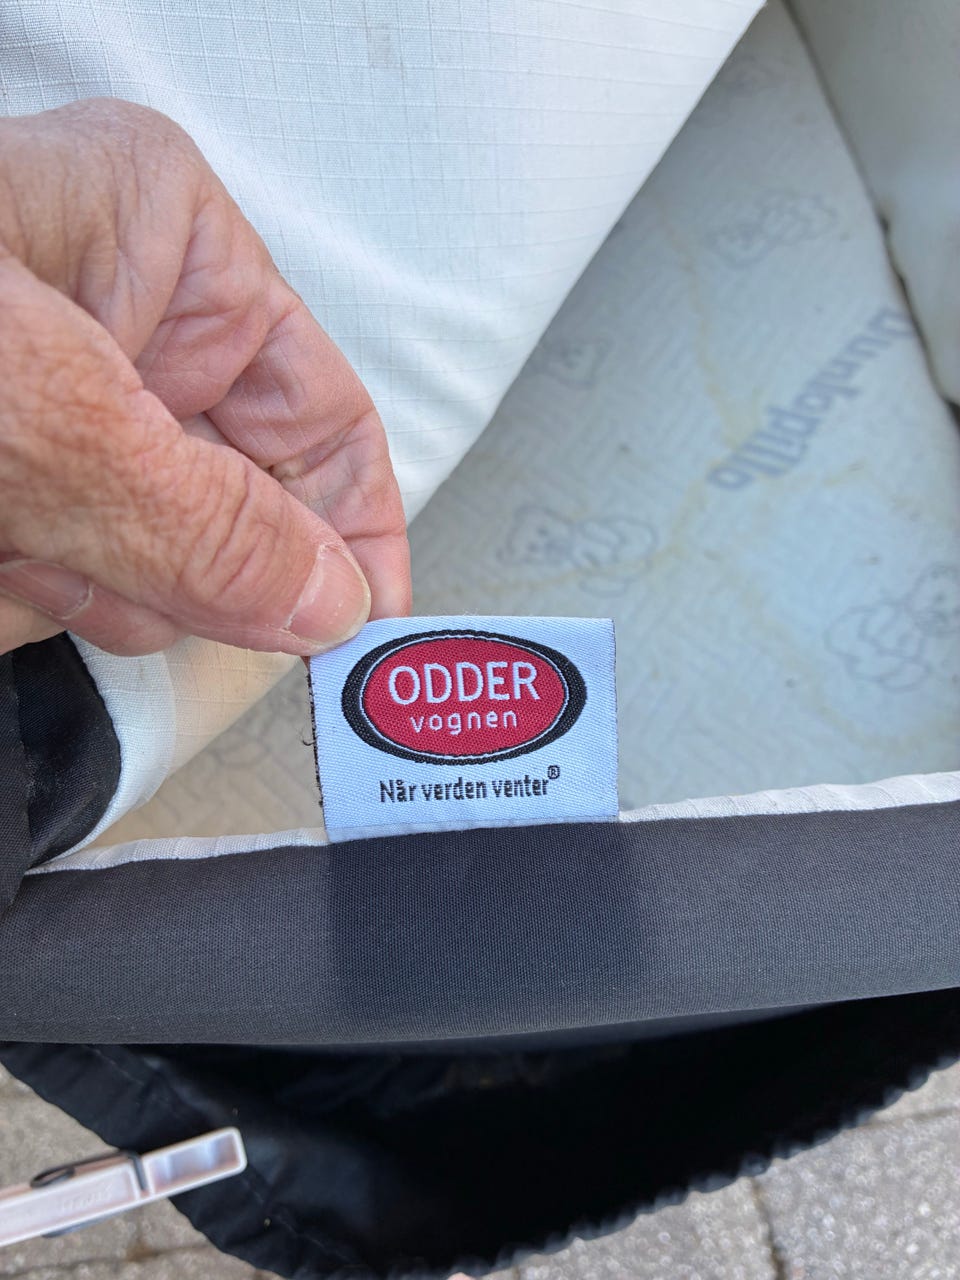 Dunlopillo
ODDER
vognen
Når verden venter®